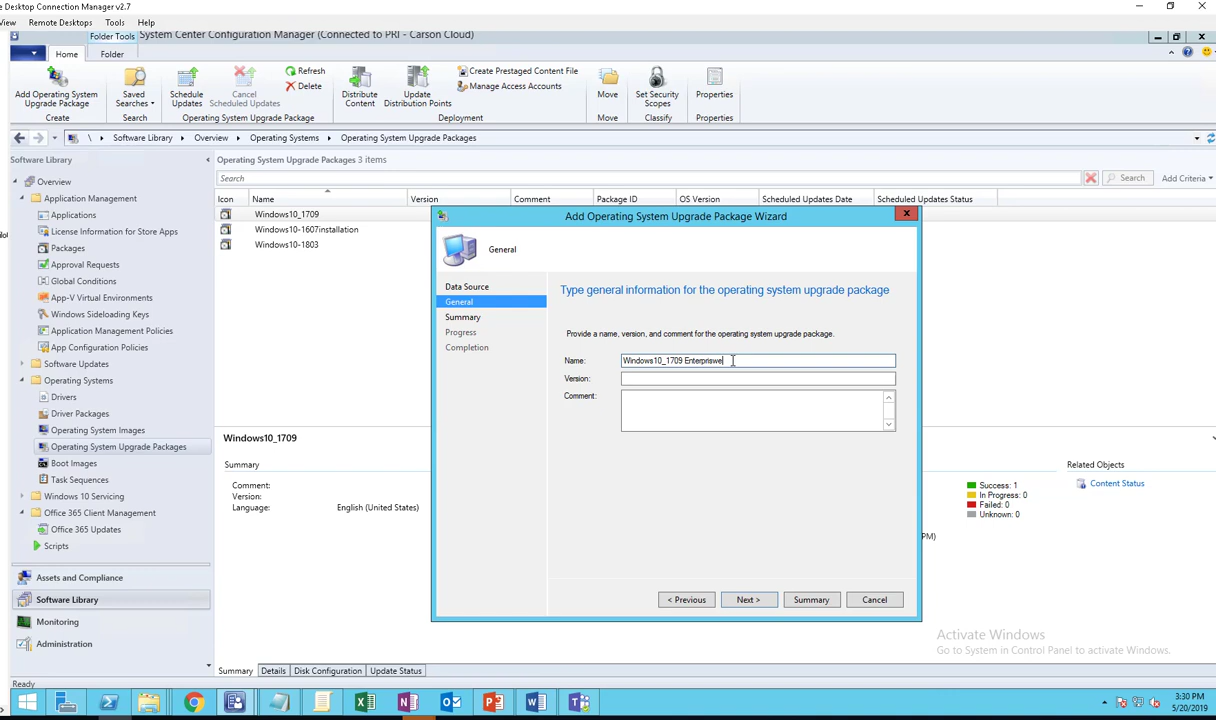 e Desktop Connection Manager v2.7
View Remote Desktops Tools Help
Folder Tools System Center Configuration Manager (Connected to PRI - Carson Cloud)
Home Folder
Add Operating System Upgrade Package
Saved Searches
Schedule Updates
Cancel Scheduled Updates
Refresh
Delete
Distribute Content
Update Distribution Points
Create Prestaged Content File
Manage Access Accounts
Move
Set Security Scopes
Properties
Create Search Operating System Upgrade Package Deployment Move Classify Properties
\ Software Library Overview Operating Systems Operating System Upgrade Packages
Software Library
Overview
Application Management
Applications
License Information for Store Apps
Packages
Approval Requests
Global Conditions
App-V Virtual Environments
Windows Sideloading Keys
Application Management Policies
App Configuration Policies
Software Updates
Operating Systems
Drivers
Driver Packages
Operating System Images
Operating System Upgrade Packages
Boot Images
Task Sequences
Windows 10 Servicing
Office 365 Client Management
Office 365 Updates
Scripts
Assets and Compliance
Software Library
Monitoring
Administration
Ready
Operating System Upgrade Packages 3 items
Search Search Add Criteria
Icon Name Version Comment Package ID OS Version Scheduled Updates Date Scheduled Updates Status
Windows10_1709
Windows10-1607installation
Windows10-1803
Add Operating System Upgrade Package Wizard
General
Data Source
General
Summary
Progress
Completion
Type general information for the operating system upgrade package
Provide a name, version, and comment for the operating system upgrade package.
Name: Windows10_1709 Enterpriswe
Version:
Comment:
< Previous Next > Summary Cancel
Windows10_1709
Summary
Comment:
Version:
Language: English (United States)
Success: 1
In Progress: 0
Failed: 0
Unknown: 0
PM)
Related Objects
Content Status
Summary Details Disk Configuration Update Status
Activate Windows
Go to System in Control Panel to activate Windows.
3:30 PM
5/20/2019